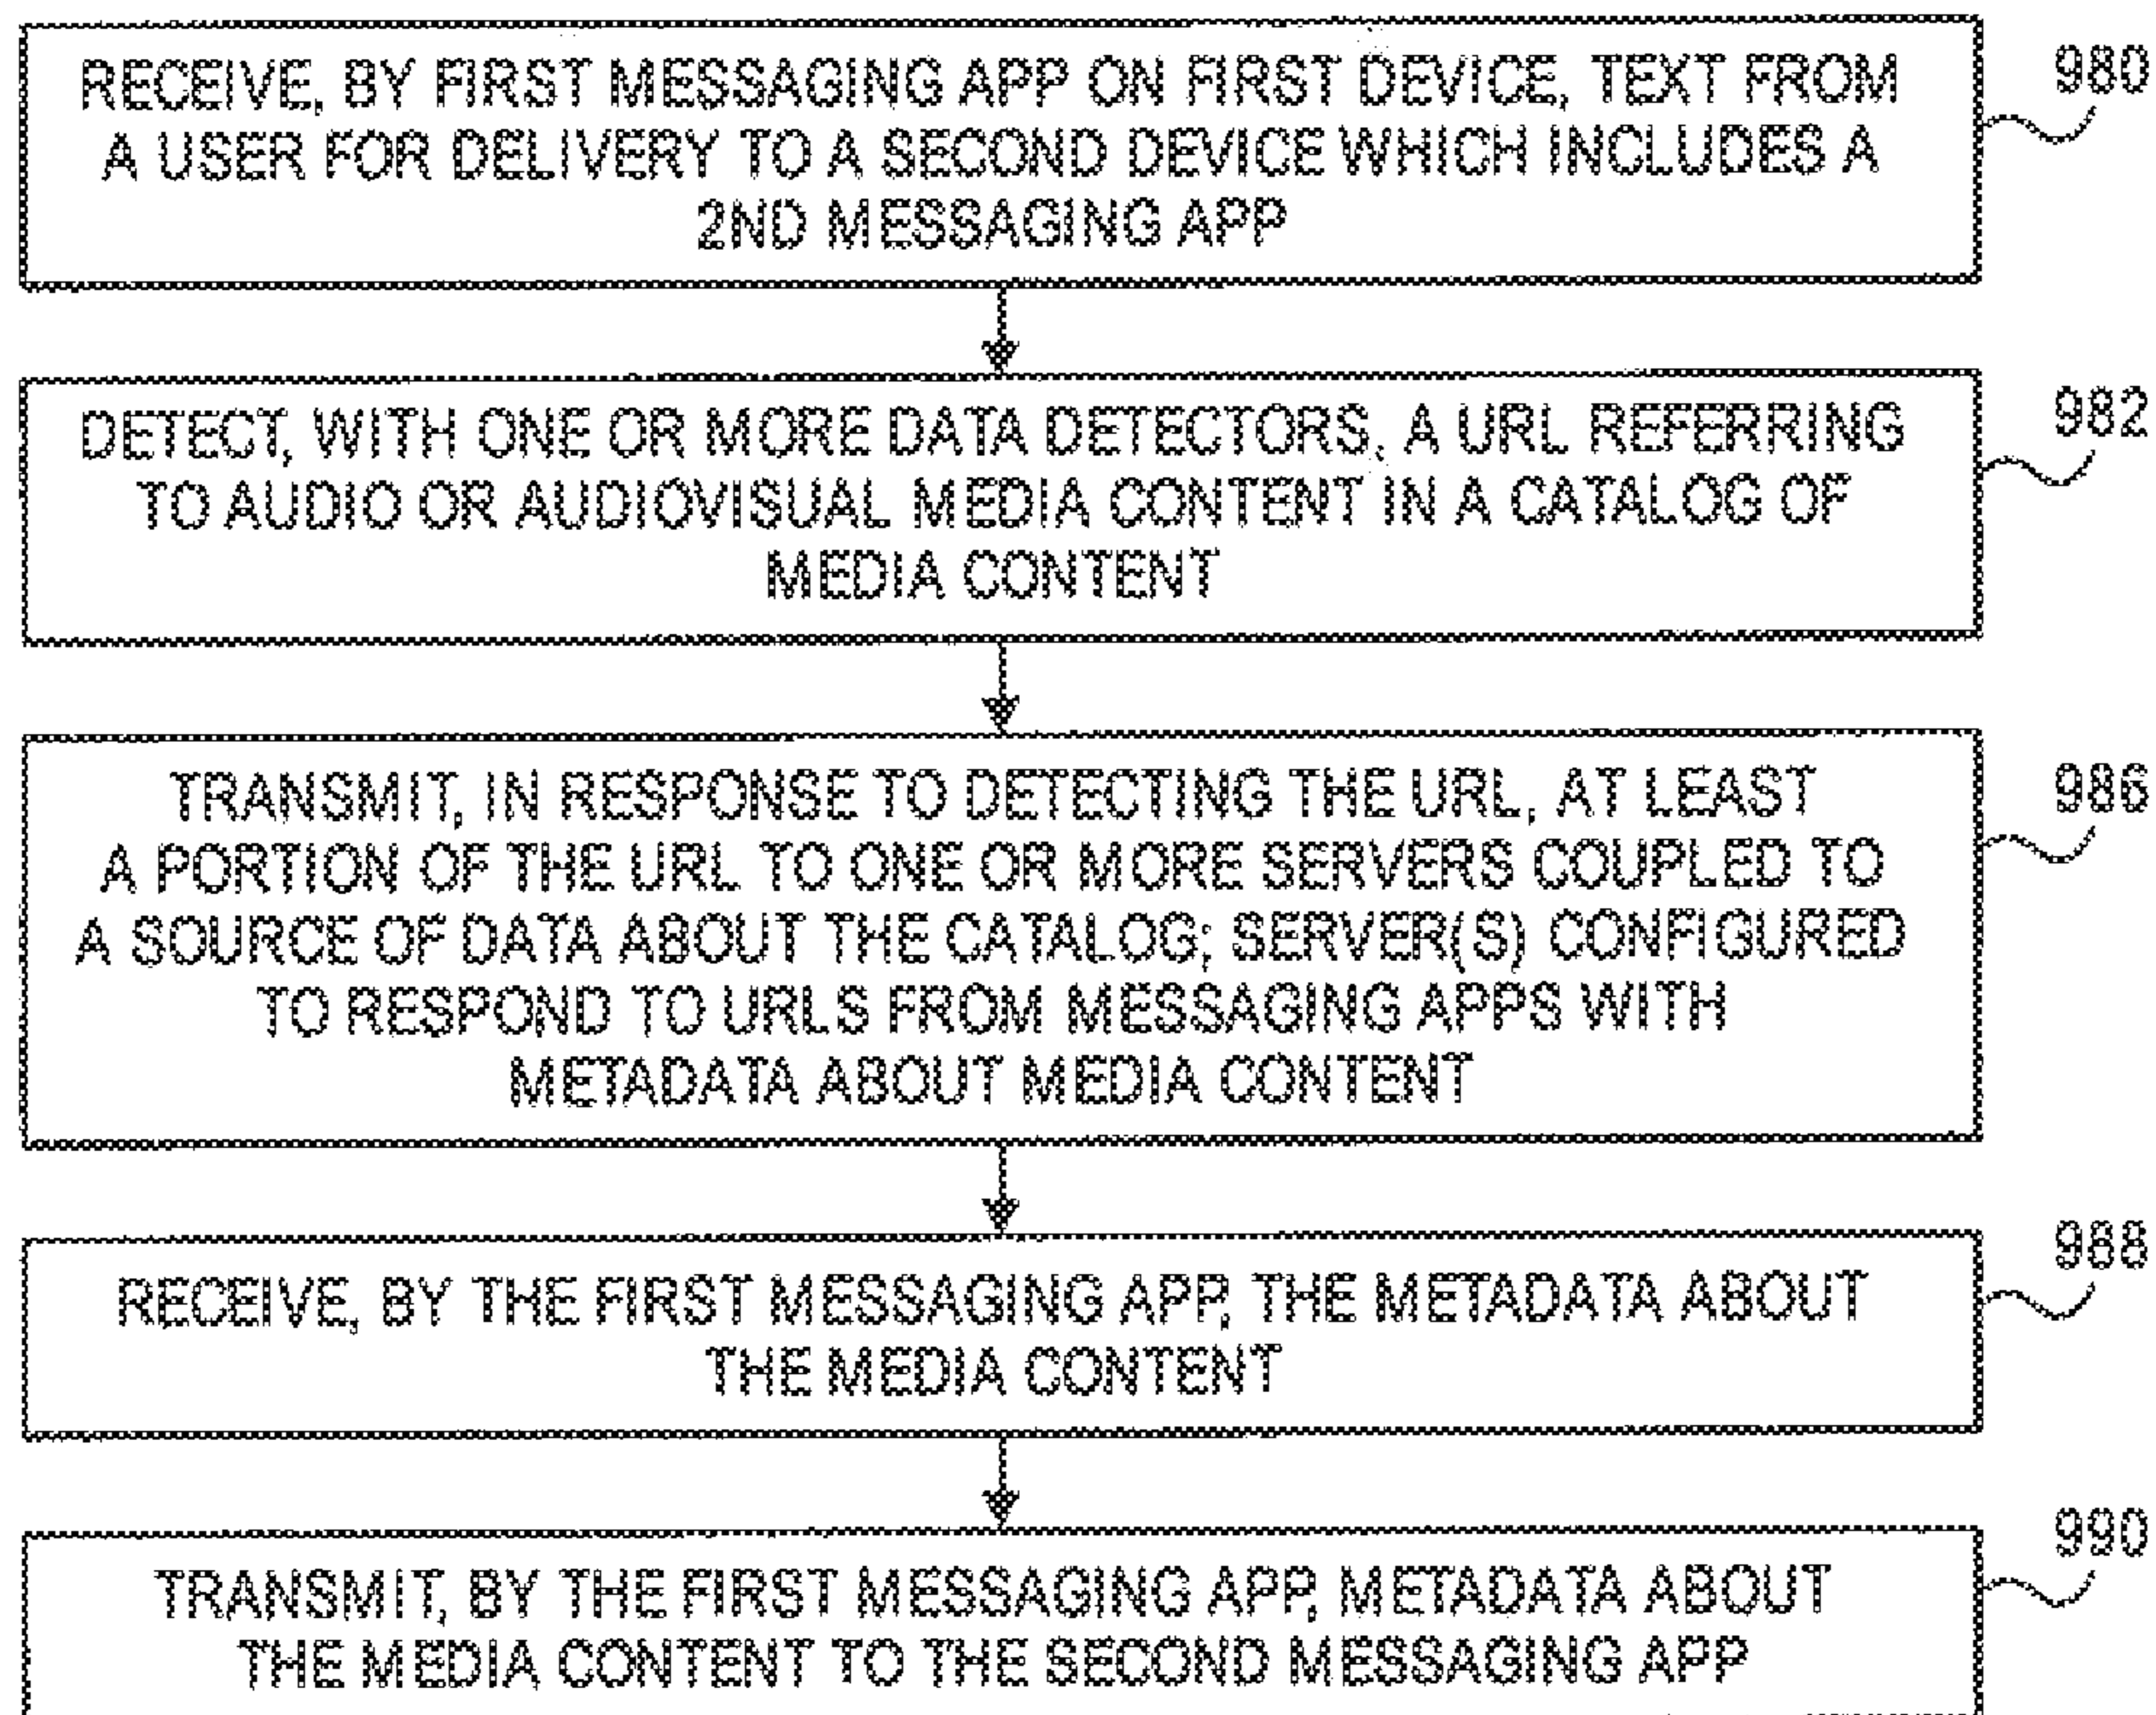 RECEIVE, BY FIRST MESSAGING APP ON FIRST DEVICE, TEXT FROM
A USER FOR DELIVERY TO A SECOND DEVICE WHICH INCLUDES A
2ND MESSAGING APP
980
DETECT, WITH ONE OR MORE DATA DETECTORS, A URL REFERRING
TO AUDIO OR AUDIOVISUAL MEDIA CONTENT IN A CATALOG OF
MEDIA CONTENT
982
TRANSMIT, IN RESPONSE TO DETECTING THE URL, AT LEAST
A PORTION OF THE URL TO ONE OR MORE SERVERS COUPLED TO
A SOURCE OF DATA ABOUT THE CATALOG; SERVER(S) CONFIGURED
TO RESPOND TO URLS FROM MESSAGING APPS WITH
METADATA ABOUT MEDIA CONTENT
986
RECEIVE, BY THE FIRST MESSAGING APP, THE METADATA ABOUT
THE MEDIA CONTENT
988
TRANSMIT, BY THE FIRST MESSAGING APP, METADATA ABOUT
THE MEDIA CONTENT TO THE SECOND MESSAGING APP
990